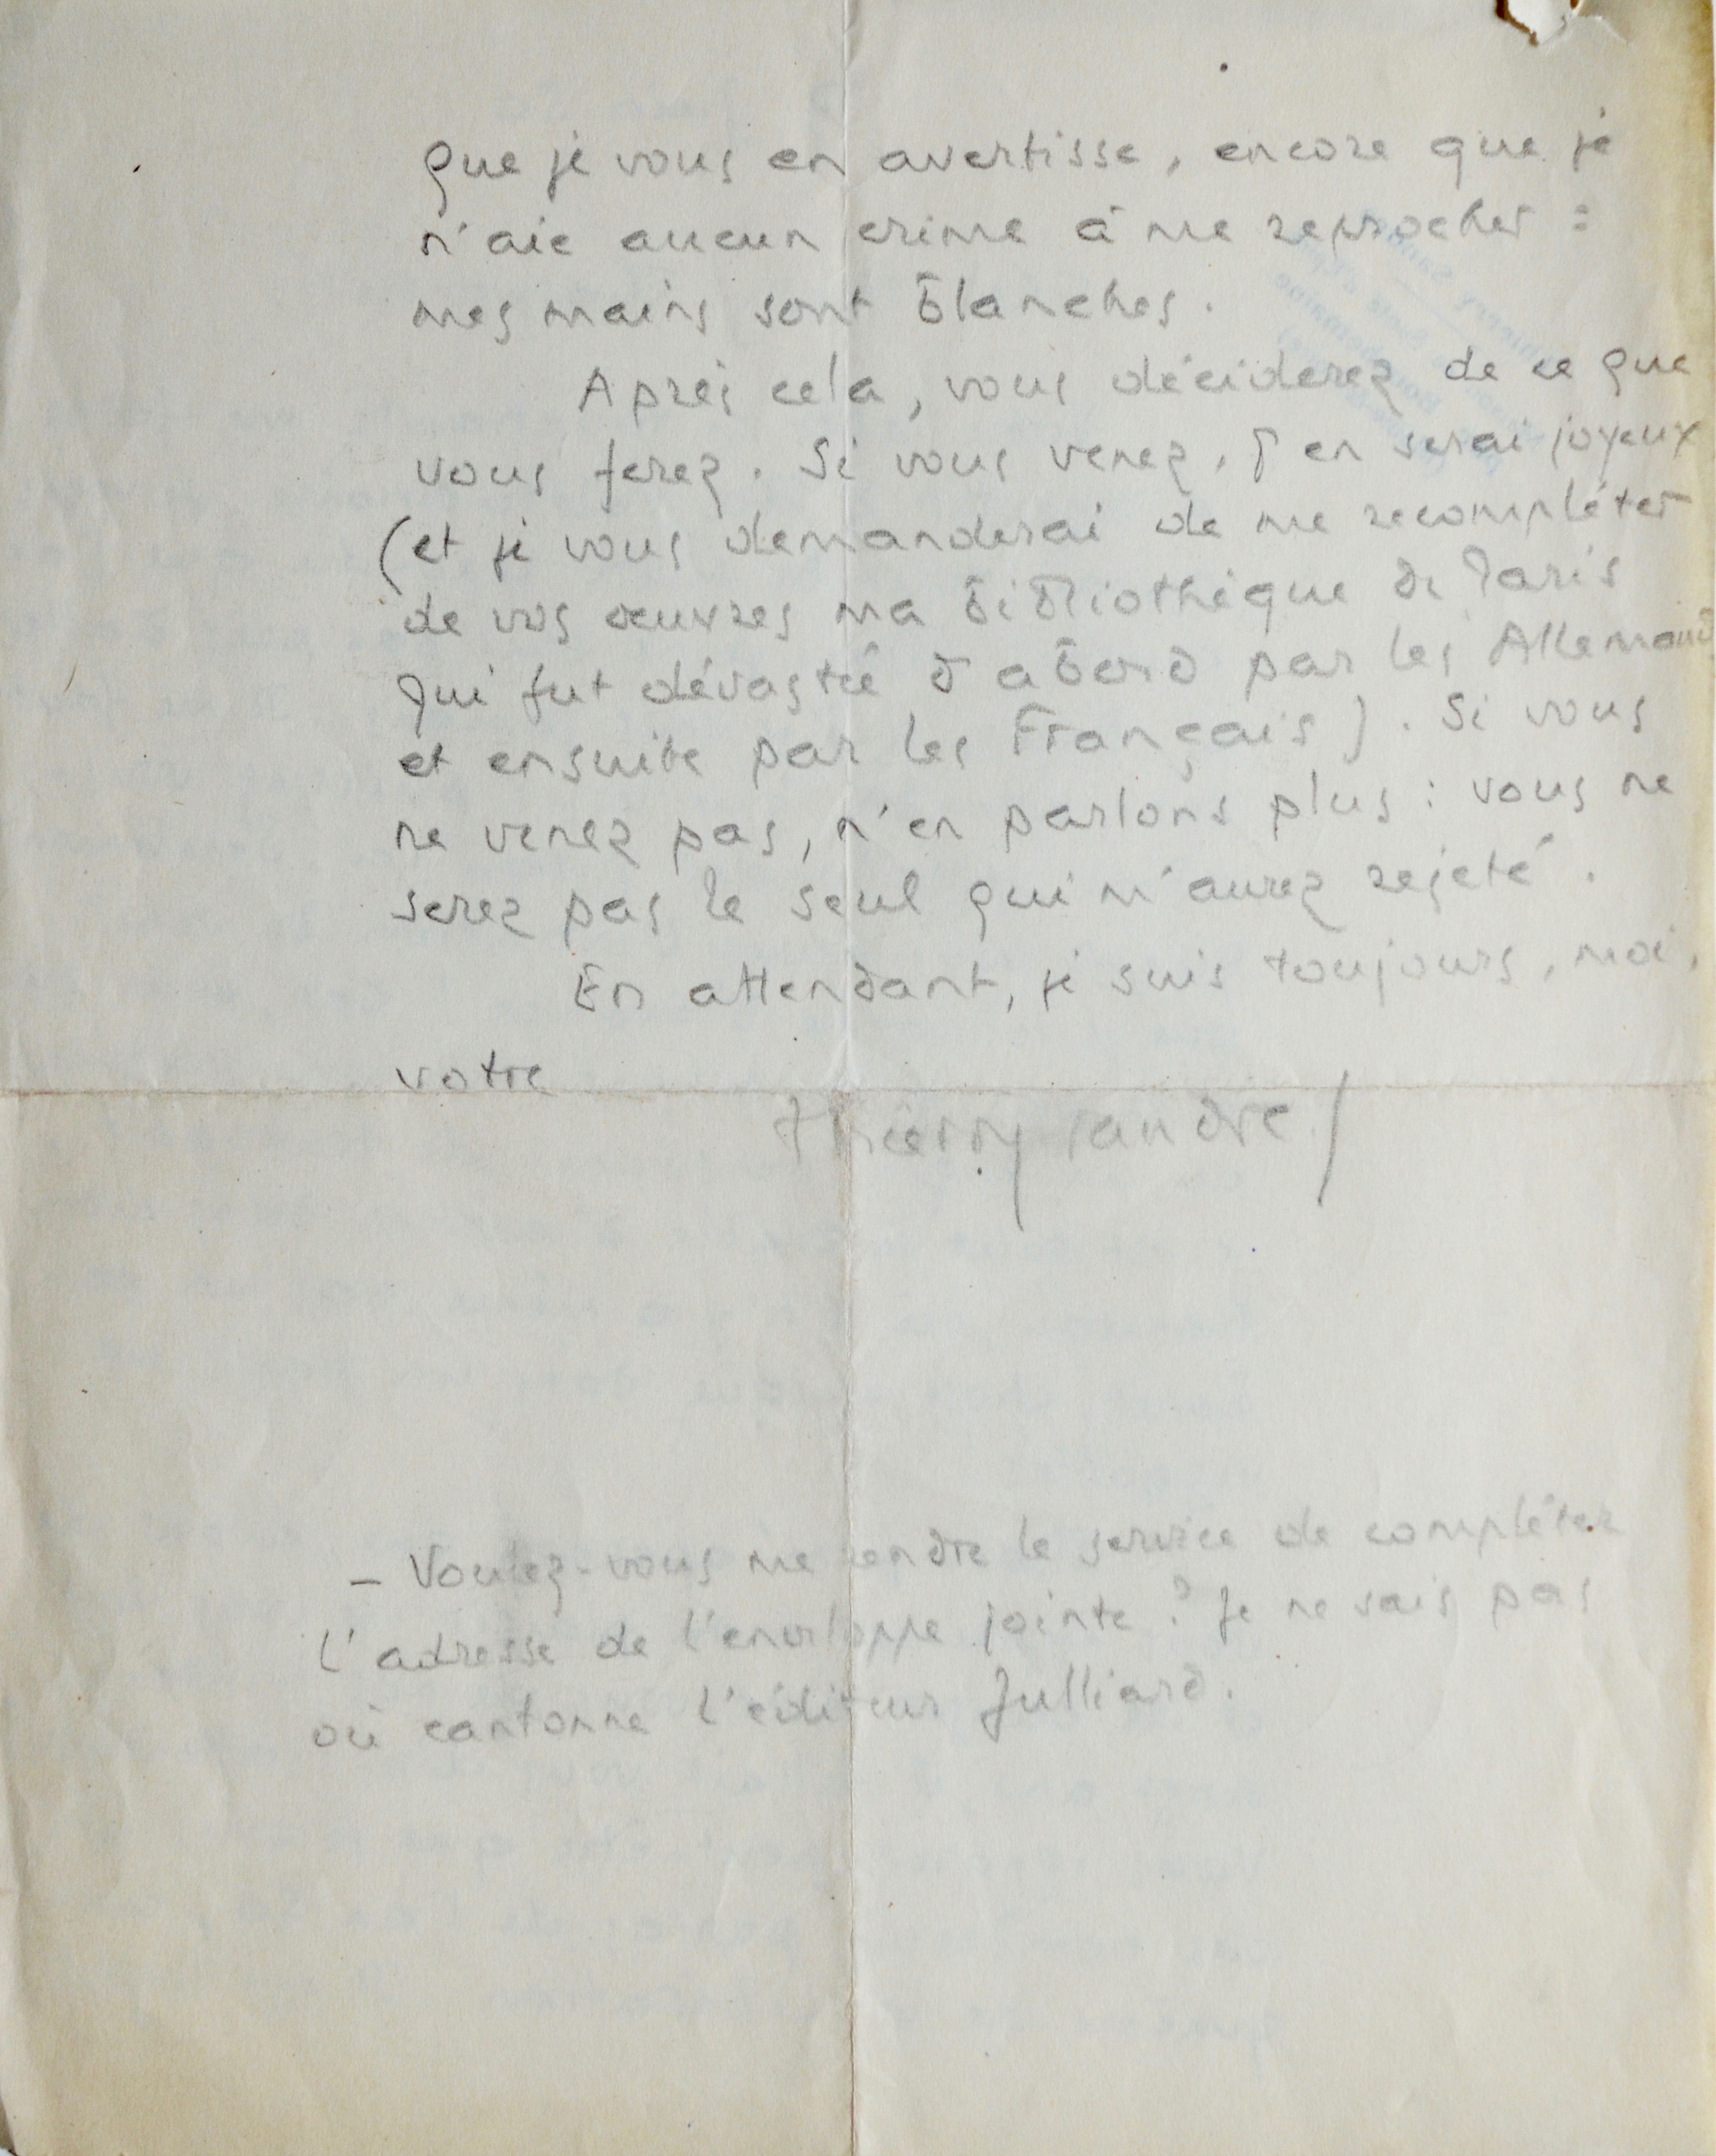 que je vous en avertisse, encore que je
n'aie aucun crime à me reprocher :
mes mains sont blanches.
Après cela, vous déciderez de ce que
vous ferez. Si vous venez, j'en serai joyeux
(et je vous demanderai de me recompléter
de vos œuvres ma bibliothèque de Paris
qui fut dévastée d'abord par les Allemands
et ensuite par les Français). Si vous
ne venez pas, n'en parlons plus : vous ne
serez pas le seul qui m'aurez rejeté.
En attendant, je suis toujours, moi,
votre
Thierry Sandre
– Voulez-vous me rendre le service de compléter
l'adresse de l'enveloppe jointe ? Je ne sais pas
où cantonne l'éditeur Julliard.